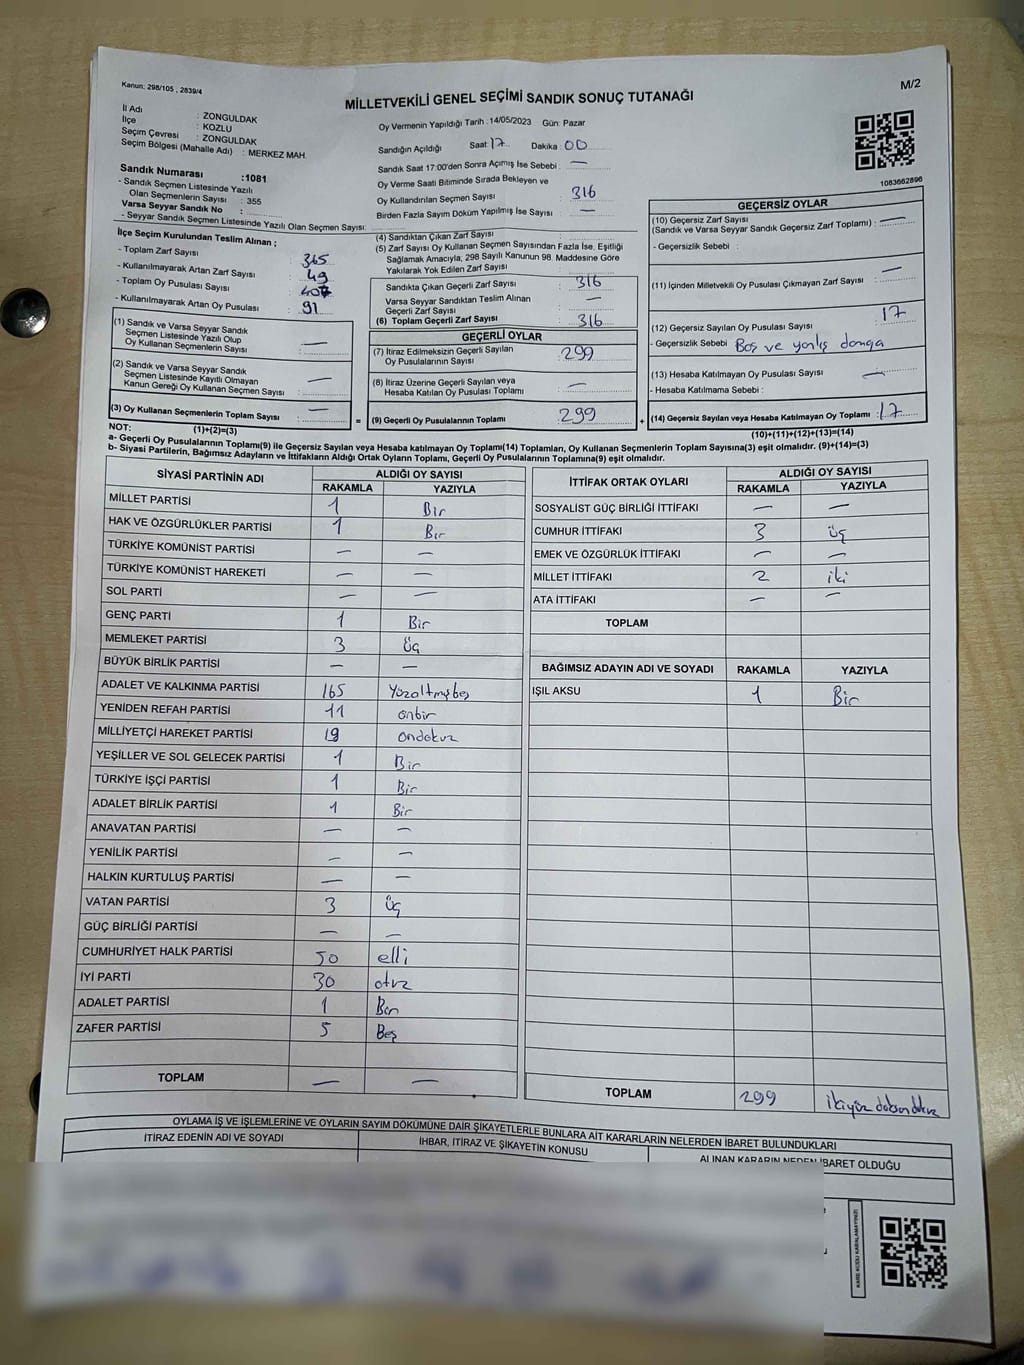 Kanun; 298/105 , 2839/4
M/2
MİLLETVEKİLİ GENEL SEÇİMİ SANDIK SONUÇ TUTANAĞI
İl Adı : ZONGULDAK
İlçe : KOZLU
Seçim Çevresi : ZONGULDAK
Seçim Bölgesi (Mahalle Adı) : MERKEZ MAH.
Oy Vermenin Yapıldığı Tarih : 14/05/2023 Gün: Pazar
Sandığın Açıldığı Saat 17 Dakika 00
Sandık Saat 17:00'den Sonra Açımış İse Sebebi : —
Oy Verme Saati Bitiminde Sırada Bekleyen ve
Oy Kullandırılan Seçmen Sayısı : 316
Birden Fazla Sayım Döküm Yapılmış İse Sayısı : —
1083662896
Sandık Numarası :1081
- Sandık Seçmen Listesinde Yazılı
Olan Seçmenlerin Sayısı : 355
Varsa Seyyar Sandık No :
- Seyyar Sandık Seçmen Listesinde Yazılı Olan Seçmen Sayısı:
İlçe Seçim Kurulundan Teslim Alınan ;
- Toplam Zarf Sayısı : 365
- Kullanılmayarak Artan Zarf Sayısı : 49
- Toplam Oy Pusulası Sayısı : 407
- Kullanılmayarak Artan Oy Pusulası : 91
(1) Sandık ve Varsa Seyyar Sandık
Seçmen Listesinde Yazılı Olup
Oy Kullanan Seçmenlerin Sayısı : —
(2) Sandık ve Varsa Seyyar Sandık
Seçmen Listesinde Kayıtlı Olmayan
Kanun Gereği Oy Kullanan Seçmen Sayısı : —
(3) Oy Kullanan Seçmenlerin Toplam Sayısı : —
(4) Sandıktan Çıkan Zarf Sayısı :
(5) Zarf Sayısı Oy Kullanan Seçmen Sayısından Fazla İse, Eşitliği
Sağlamak Amacıyla, 298 Sayılı Kanunun 98. Maddesine Göre
Yakılarak Yok Edilen Zarf Sayısı :
Sandıkta Çıkan Geçerli Zarf Sayısı : 316
Varsa Seyyar Sandıktan Teslim Alınan
Geçerli Zarf Sayısı : —
(6) Toplam Geçerli Zarf Sayısı : 316
GEÇERLİ OYLAR
(7) İtiraz Edilmeksizin Geçerli Sayılan
Oy Pusulalarının Sayısı : 299
(8) İtiraz Üzerine Geçerli Sayılan veya
Hesaba Katılan Oy Pusulası Toplamı : —
= (9) Geçerli Oy Pusulalarının Toplamı : 299
GEÇERSİZ OYLAR
(10) Geçersiz Zarf Sayısı
(Sandık ve Varsa Seyyar Sandık Geçersiz Zarf Toplamı) : —
- Geçersizlik Sebebi :
(11) İçinden Milletvekili Oy Pusulası Çıkmayan Zarf Sayısı : —
(12) Geçersiz Sayılan Oy Pusulası Sayısı : 17
- Geçersizlik Sebebi : Boş ve yanlış damga
(13) Hesaba Katılmayan Oy Pusulası Sayısı : —
- Hesaba Katılmama Sebebi :
+ (14) Geçersiz Sayılan veya Hesaba Katılmayan Oy Toplamı : 17
NOT: (1)+(2)=(3)
(10)+(11)+(12)+(13)=(14)
a- Geçerli Oy Pusulalarının Toplamı(9) ile Geçersiz Sayılan veya Hesaba katılmayan Oy Toplamı(14) Toplamları, Oy Kullanan Seçmenlerin Toplam Sayısına(3) eşit olmalıdır. (9)+(14)=(3)
b- Siyasi Partilerin, Bağımsız Adayların ve İttifakların Aldığı Ortak Oyların Toplamı, Geçerli Oy Pusulalarının Toplamına(9) eşit olmalıdır.
SİYASİ PARTİNİN ADI ALDIĞI OY SAYISI
RAKAMLA YAZIYLA
MİLLET PARTİSİ 1 Bir
HAK VE ÖZGÜRLÜKLER PARTİSİ 1 Bir
TÜRKİYE KOMÜNİST PARTİSİ — —
TÜRKİYE KOMÜNİST HAREKETİ — —
SOL PARTİ — —
GENÇ PARTİ 1 Bir
MEMLEKET PARTİSİ 3 Üç
BÜYÜK BİRLİK PARTİSİ — —
ADALET VE KALKINMA PARTİSİ 165 Yüzaltmışbeş
YENİDEN REFAH PARTİSİ 11 onbir
MİLLİYETÇİ HAREKET PARTİSİ 19 ondokuz
YEŞİLLER VE SOL GELECEK PARTİSİ 1 Bir
TÜRKİYE İŞÇİ PARTİSİ 1 Bir
ADALET BİRLİK PARTİSİ 1 Bir
ANAVATAN PARTİSİ — —
YENİLİK PARTİSİ — —
HALKIN KURTULUŞ PARTİSİ — —
VATAN PARTİSİ 3 üç
GÜÇ BİRLİĞİ PARTİSİ — —
CUMHURİYET HALK PARTİSİ 50 elli
İYİ PARTİ 30 otuz
ADALET PARTİSİ 1 Bir
ZAFER PARTİSİ 5 Beş
TOPLAM — —
İTTİFAK ORTAK OYLARI ALDIĞI OY SAYISI
RAKAMLA YAZIYLA
SOSYALİST GÜÇ BİRLİĞİ İTTİFAKI — —
CUMHUR İTTİFAKI 3 üç
EMEK VE ÖZGÜRLÜK İTTİFAKI — —
MİLLET İTTİFAKI 2 iki
ATA İTTİFAKI — —
TOPLAM
BAĞIMSIZ ADAYIN ADI VE SOYADI RAKAMLA YAZIYLA
IŞIL AKSU 1 Bir
TOPLAM 299 ikiyüz doksandokuz
OYLAMA İŞ VE İŞLEMLERİNE VE OYLARIN SAYIM DÖKÜMÜNE DAİR ŞİKAYETLERLE BUNLARA AİT KARARLARIN NELERDEN İBARET BULUNDUKLARI
İTİRAZ EDENİN ADI VE SOYADI İHBAR, İTİRAZ VE ŞİKAYETİN KONUSU ALINAN KARARIN NEDEN İBARET OLDUĞU
KARE KODU KARALAMAYINIZ!